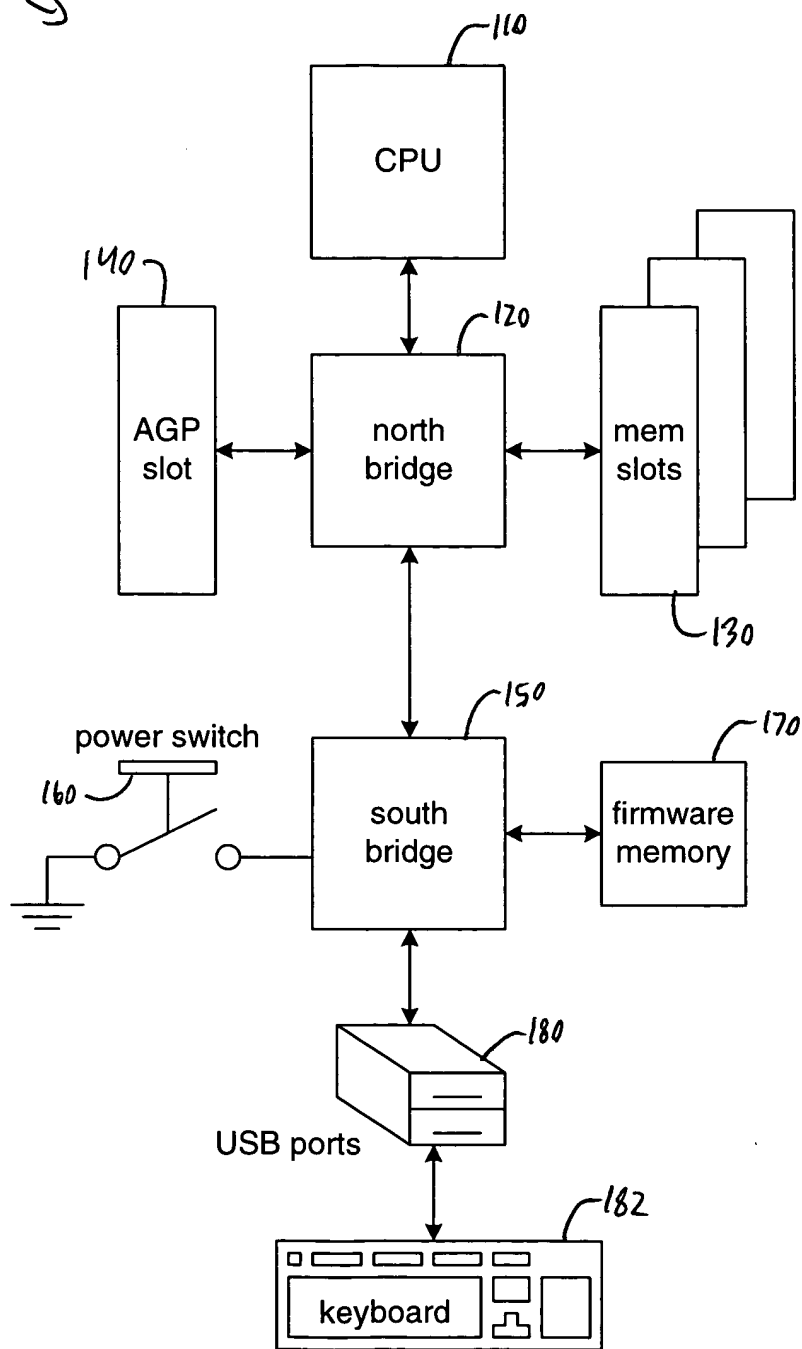 110
CPU
140
120
AGP
slot
north
bridge
mem
slots
130
150
power switch
170
160
south
bridge
firmware
memory
180
USB ports
182
keyboard